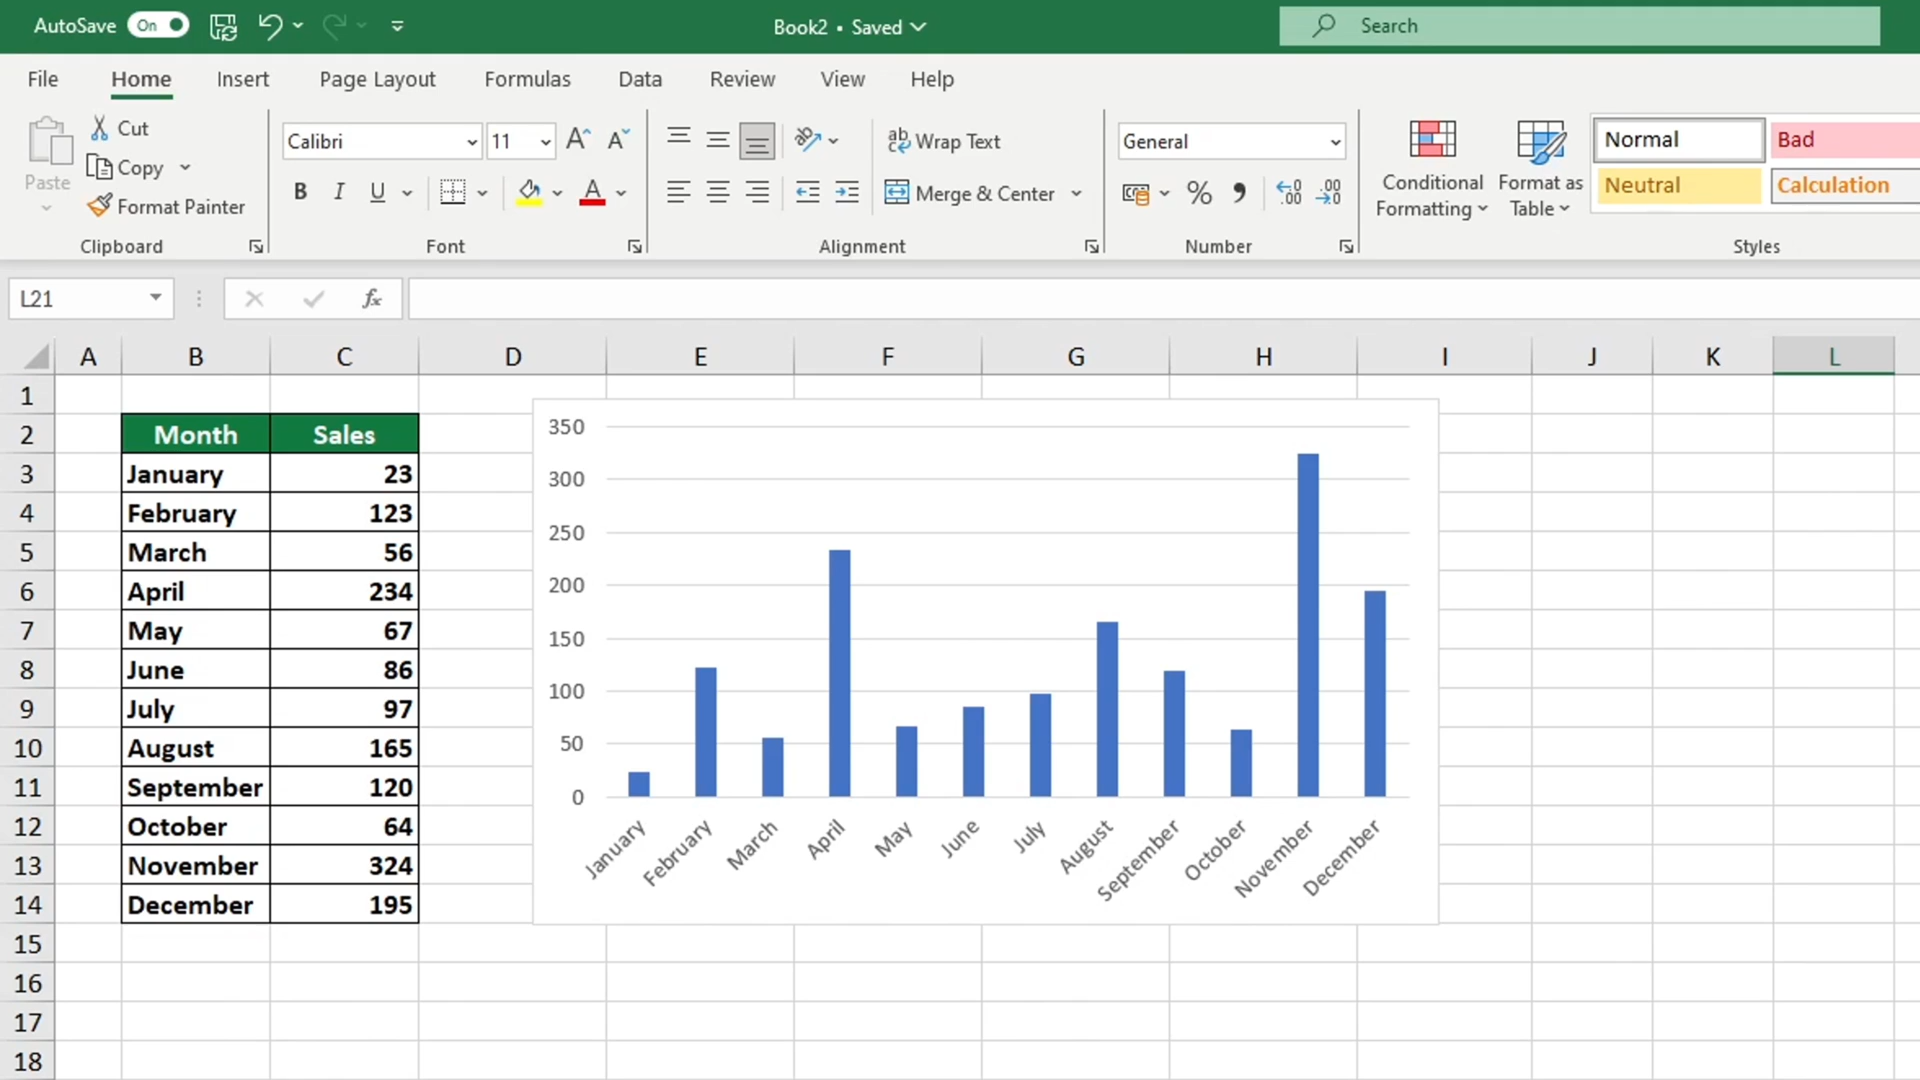 AutoSave On Book2 • Saved Search
File Home Insert Page Layout Formulas Data Review View Help
Paste Cut
Copy
Format Painter
Calibri 11
B I U A
Wrap Text
Merge & Center
General
% 9 .00
Conditional Formatting
Format as Table
Normal Bad
Neutral Calculation
Clipboard Font Alignment Number Styles
L21 fx
A B C D E F G H I J K L
1
2 Month Sales
3 January 23
4 February 123
5 March 56
6 April 234
7 May 67
8 June 86
9 July 97
10 August 165
11 September 120
12 October 64
13 November 324
14 December 195
15
16
17
18
350
300
250
200
150
100
50
0
January February March April May June July August September October November December